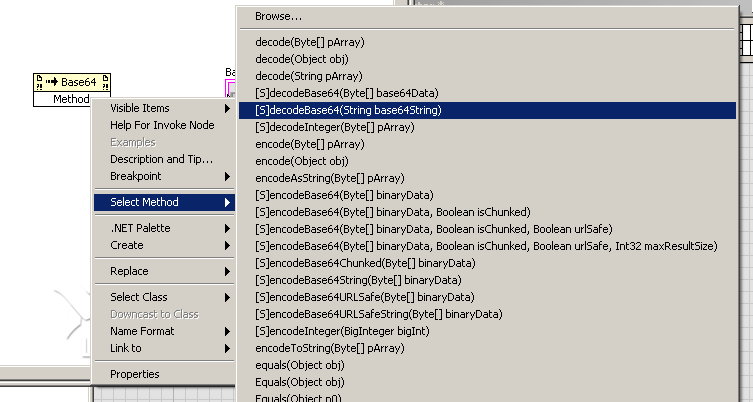 Base64
Method
Ba
Visible Items
Help For Invoke Node
Examples
Description and Tip...
Breakpoint
Select Method
.NET Palette
Create
Replace
Select Class
Downcast to Class
Name Format
Link to
Properties
Browse...
decode(Byte[] pArray)
decode(Object obj)
decode(String pArray)
[S]decodeBase64(Byte[] base64Data)
[S]decodeBase64(String base64String)
[S]decodeInteger(Byte[] pArray)
encode(Byte[] pArray)
encode(Object obj)
encodeAsString(Byte[] pArray)
[S]encodeBase64(Byte[] binaryData)
[S]encodeBase64(Byte[] binaryData, Boolean isChunked)
[S]encodeBase64(Byte[] binaryData, Boolean isChunked, Boolean urlSafe)
[S]encodeBase64(Byte[] binaryData, Boolean isChunked, Boolean urlSafe, Int32 maxResultSize)
[S]encodeBase64Chunked(Byte[] binaryData)
[S]encodeBase64String(Byte[] binaryData)
[S]encodeBase64URLSafe(Byte[] binaryData)
[S]encodeBase64URLSafeString(Byte[] binaryData)
[S]encodeInteger(BigInteger bigInt)
encodeToString(Byte[] pArray)
equals(Object obj)
Equals(Object obj)
Equals(Object n0)